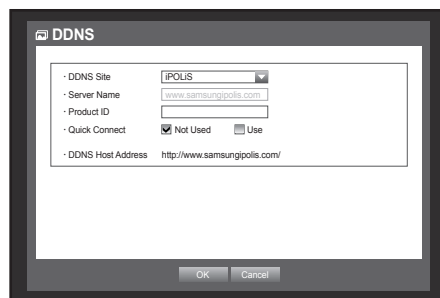 DDNS
· DDNS Site iPOLiS
· Server Name www.samsungipolis.com
· Product ID
· Quick Connect Not Used Use
· DDNS Host Address http://www.samsungipolis.com/
OK Cancel